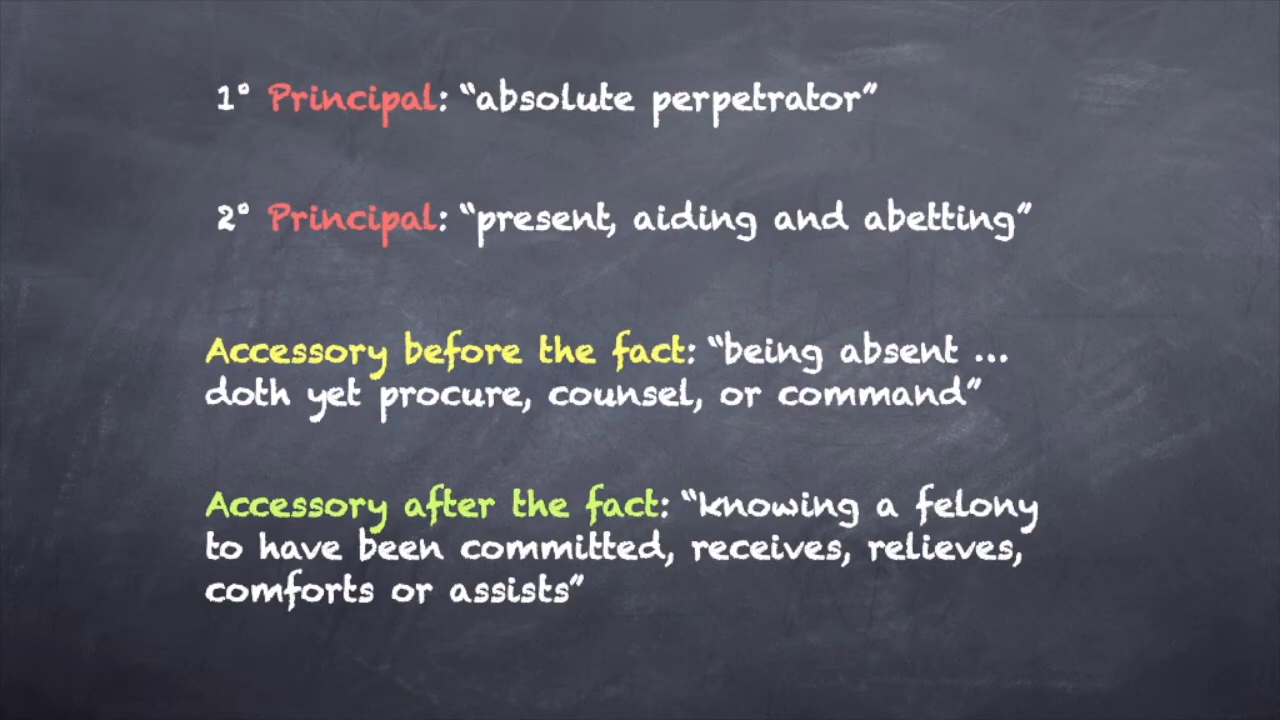 1° Principal: “absolute perpetrator”
2° Principal: “present, aiding and abetting”
Accessory before the fact: “being absent ...
doth yet procure, counsel, or command”
Accessory after the fact: “knowing a felony
to have been committed, receives, relieves,
comforts or assists”